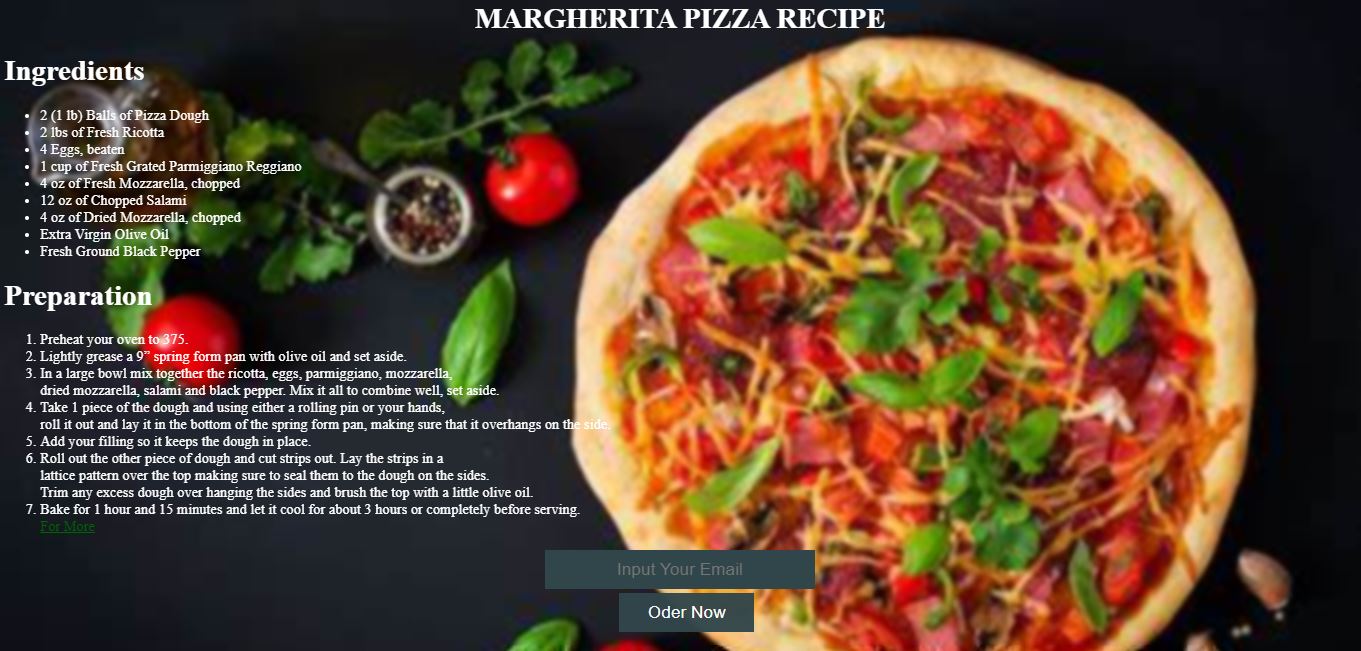 MARGHERITA PIZZA RECIPE
Ingredients
• 2 (1 lb) Balls of Pizza Dough
• 2 lbs of Fresh Ricotta
• 4 Eggs, beaten
• 1 cup of Fresh Grated Parmiggiano Reggiano
• 4 oz of Fresh Mozzarella, chopped
• 12 oz of Chopped Salami
• 4 oz of Dried Mozzarella, chopped
• Extra Virgin Olive Oil
• Fresh Ground Black Pepper
Preparation
1. Preheat your oven to 375.
2. Lightly grease a 9” spring form pan with olive oil and set aside.
3. In a large bowl mix together the ricotta, eggs, parmiggiano, mozzarella,
dried mozzarella, salami and black pepper. Mix it all to combine well, set aside.
4. Take 1 piece of the dough and using either a rolling pin or your hands,
roll it out and lay it in the bottom of the spring form pan, making sure that it overhangs on the side.
5. Add your filling so it keeps the dough in place.
6. Roll out the other piece of dough and cut strips out. Lay the strips in a
lattice pattern over the top making sure to seal them to the dough on the sides.
Trim any excess dough over hanging the sides and brush the top with a little olive oil.
7. Bake for 1 hour and 15 minutes and let it cool for about 3 hours or completely before serving.
For More
Input Your Email
Oder Now